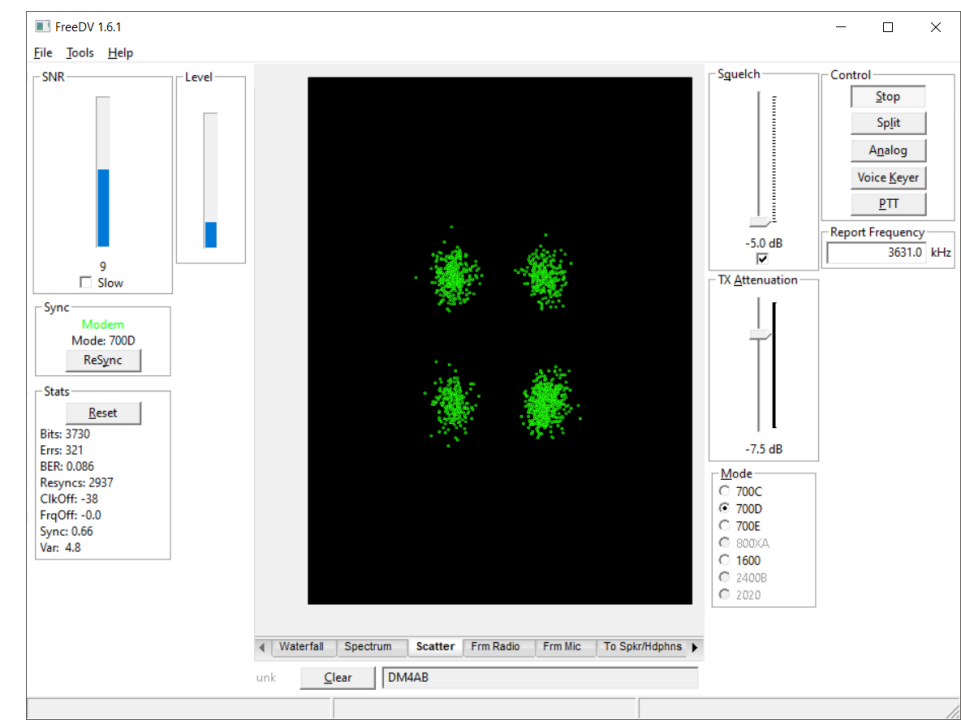 FreeDV 1.6.1
File Tools Help
SNR
9
Slow
Level
Sync
Modem
Mode: 700D
ReSync
Stats
Reset
Bits: 3730
Errs: 321
BER: 0.086
Resyncs: 2937
ClkOff: -38
FrqOff: -0.0
Sync: 0.66
Var: 4.8
Waterfall Spectrum Scatter Frm Radio Frm Mic To Spkr/Hdphns
unk Clear DM4AB
Squelch
-5.0 dB
TX Attenuation
-7.5 dB
Mode
700C
700D
700E
800XA
1600
2400B
2020
Control
Stop
Split
Analog
Voice Keyer
PTT
Report Frequency
3631.0 kHz